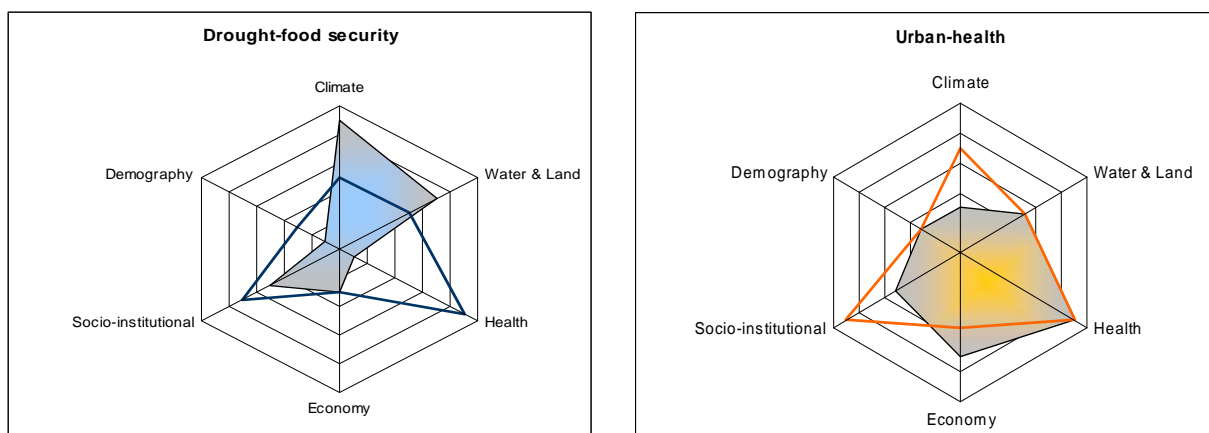 Drought-food security
Climate
Demography
Water & Land
Socio-institutional
Health
Economy
Urban-health
Climate
Demography
Water & Land
Socio-institutional
Health
Economy